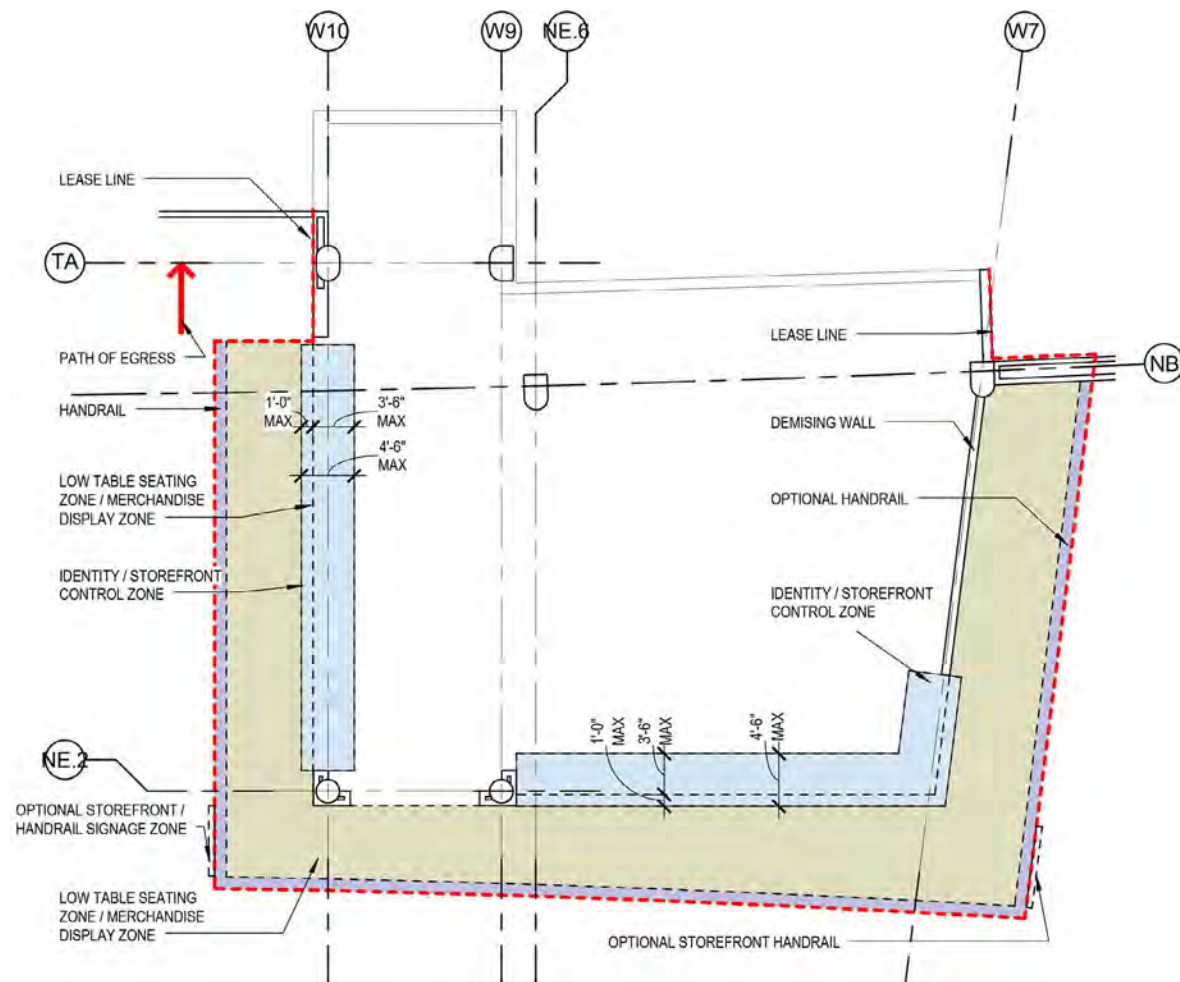 W10
W9
NE.6
W7
LEASE LINE
TA
LEASE LINE
PATH OF EGRESS
NB
HANDRAIL
1'-0"
MAX
3'-6"
MAX
DEMISING WALL
4'-6"
MAX
LOW TABLE SEATING
ZONE / MERCHANDISE
DISPLAY ZONE
OPTIONAL HANDRAIL
IDENTITY / STOREFRONT
CONTROL ZONE
IDENTITY / STOREFRONT
CONTROL ZONE
1'-0"
MAX
3'-6"
MAX
4'-6"
MAX
NE.2
OPTIONAL STOREFRONT /
HANDRAIL SIGNAGE ZONE
LOW TABLE SEATING
ZONE / MERCHANDISE
DISPLAY ZONE
OPTIONAL STOREFRONT HANDRAIL